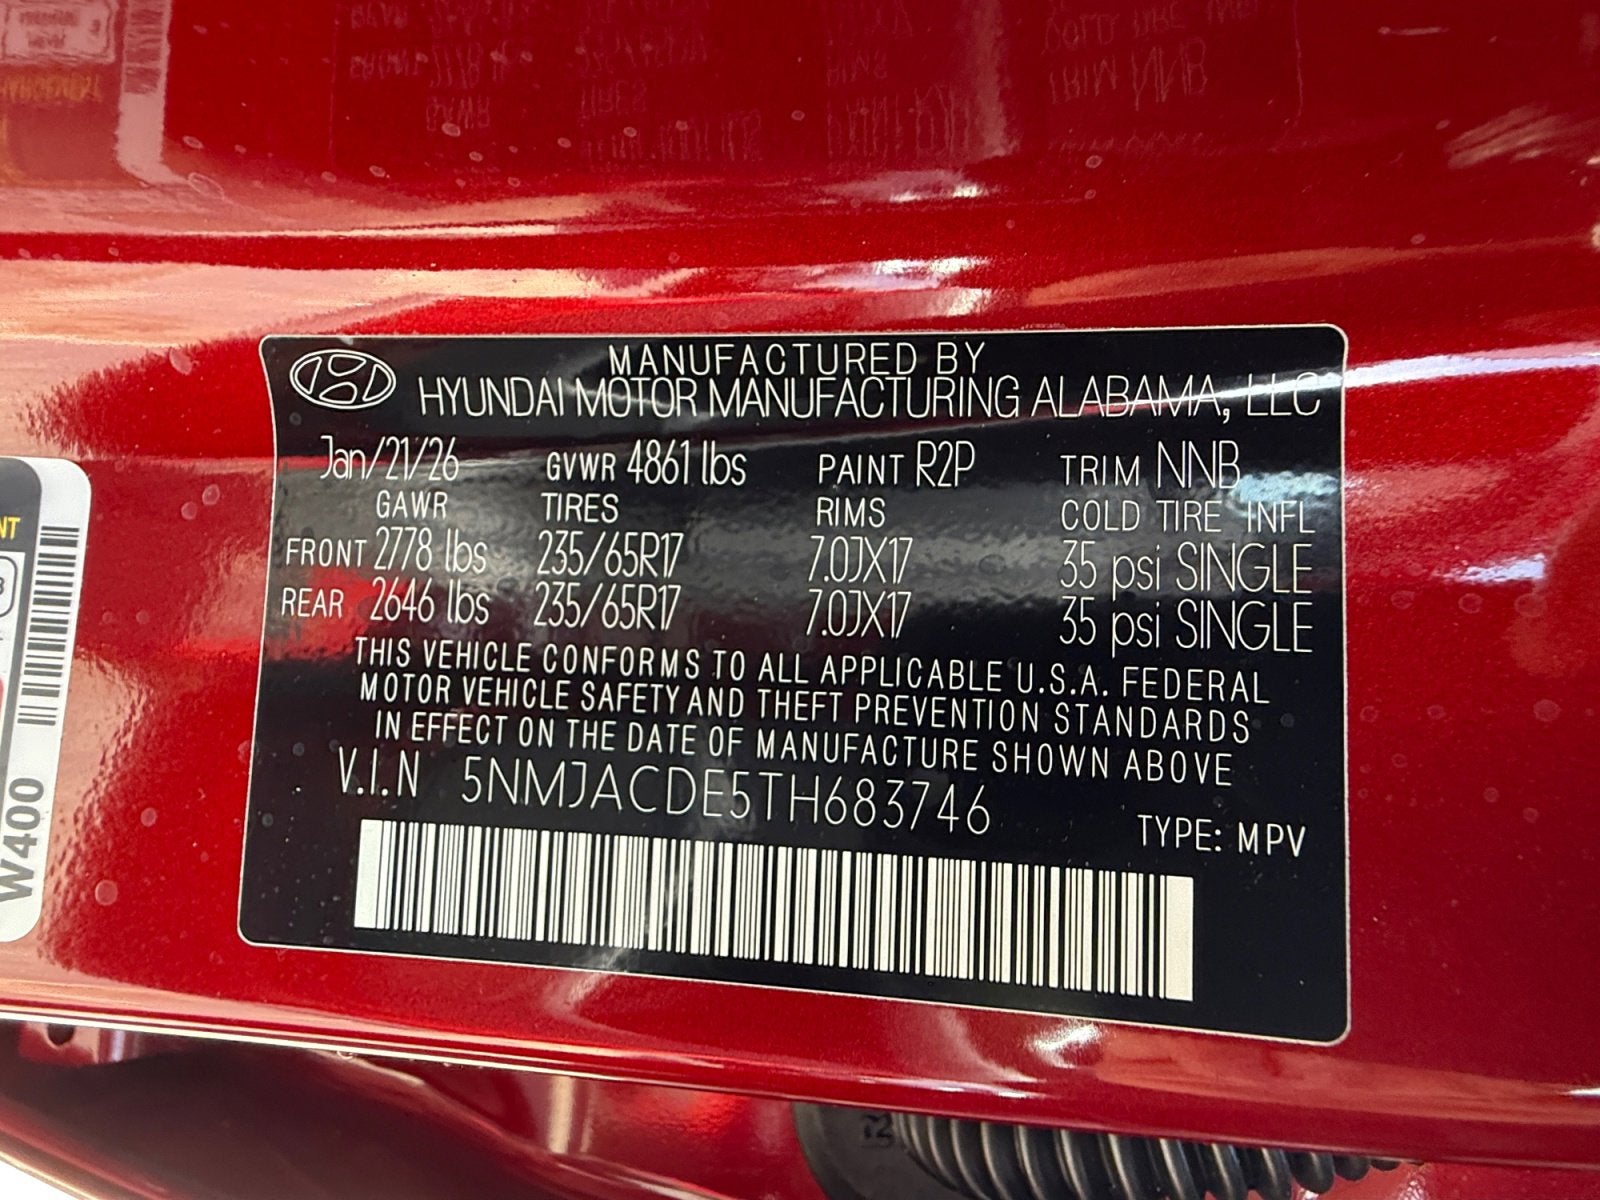 MANUFACTURED BY
HYUNDAI MOTOR MANUFACTURING ALABAMA, LLC
Jan/21/26 GVWR 4861 lbs PAINT R2P TRIM NNB
GAWR TIRES RIMS COLD TIRE INFL
FRONT 2778 lbs 235/65R17 7.0JX17 35 psi SINGLE
REAR 2646 lbs 235/65R17 7.0JX17 35 psi SINGLE
THIS VEHICLE CONFORMS TO ALL APPLICABLE U.S.A. FEDERAL
MOTOR VEHICLE SAFETY AND THEFT PREVENTION STANDARDS
IN EFFECT ON THE DATE OF MANUFACTURE SHOWN ABOVE
V.I.N 5NMJACDE5TH683746
TYPE: MPV
NT
W400